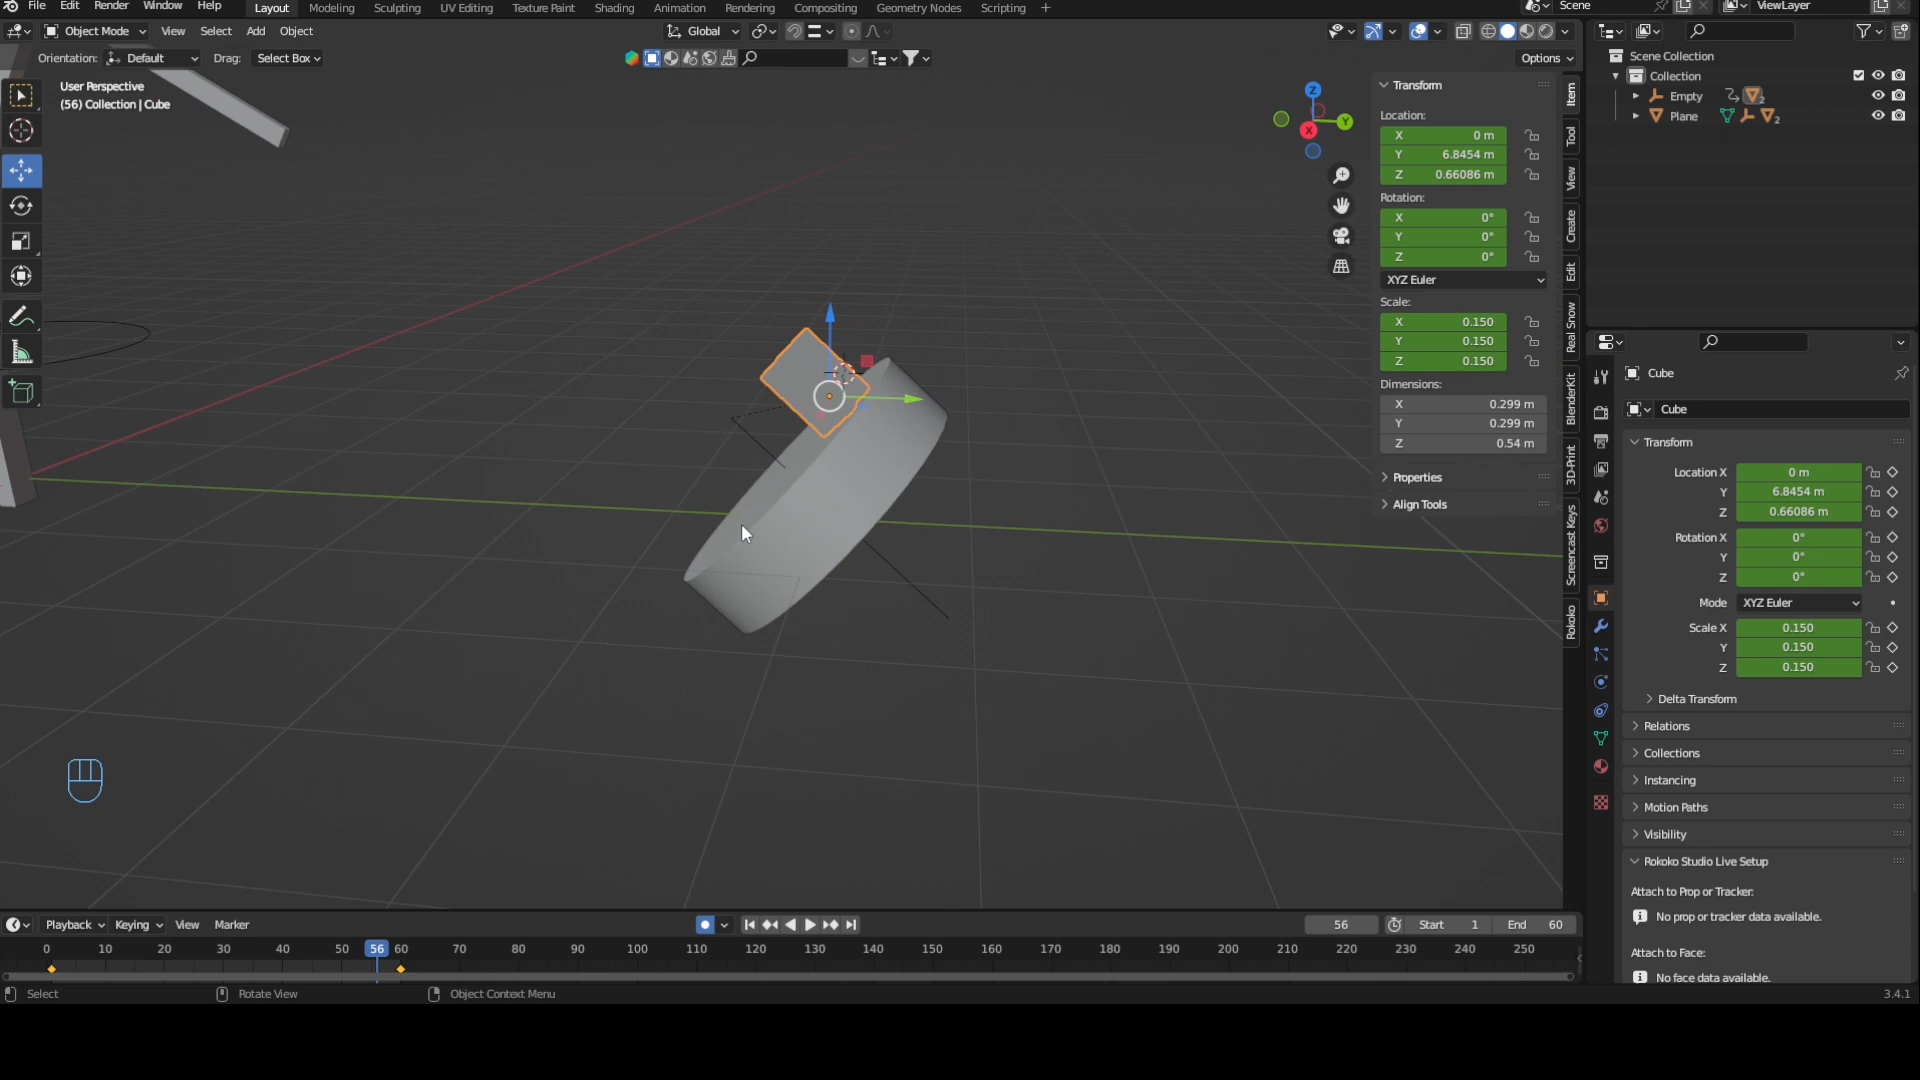 File Edit Render Window Help Layout Modeling Sculpting UV Editing Texture Paint Shading Animation Rendering Compositing Geometry Nodes Scripting + Scene ViewLayer
Object Mode View Select Add Object Global
Orientation: Default Drag: Select Box Options
User Perspective
(56) Collection | Cube
Z
Y
X
Transform
Location:
X 0 m
Y 6.8454 m
Z 0.66086 m
Rotation:
X 0°
Y 0°
Z 0°
XYZ Euler
Scale:
X 0.150
Y 0.150
Z 0.150
Dimensions:
X 0.299 m
Y 0.299 m
Z 0.54 m
Properties
Align Tools
Item
Tool
View
Create
Edit
Real Snow
BlenderKit
3D-Print
Screencast Keys
Rokoko
Scene Collection
Collection
Empty 2
Plane 2
Cube
Cube
Transform
Location X 0 m
Y 6.8454 m
Z 0.66086 m
Rotation X 0°
Y 0°
Z 0°
Mode XYZ Euler
Scale X 0.150
Y 0.150
Z 0.150
Delta Transform
Relations
Collections
Instancing
Motion Paths
Visibility
Rokoko Studio Live Setup
Attach to Prop or Tracker:
No prop or tracker data available.
Attach to Face:
No face data available.
Playback Keying View Marker 56 Start 1 End 60
0 10 20 30 40 50 56 60 70 80 90 100 110 120 130 140 150 160 170 180 190 200 210 220 230 240 250
Select Rotate View Object Context Menu 3.4.1